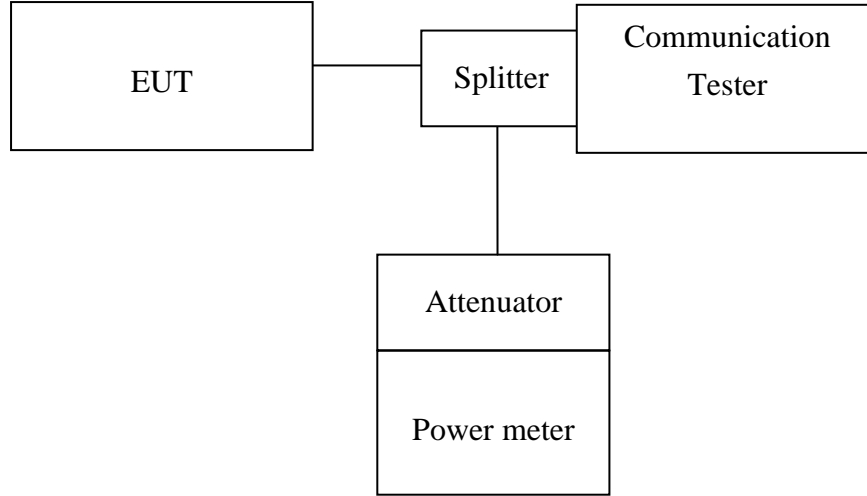 EUT
Splitter
Communication
Tester
Attenuator
Power meter